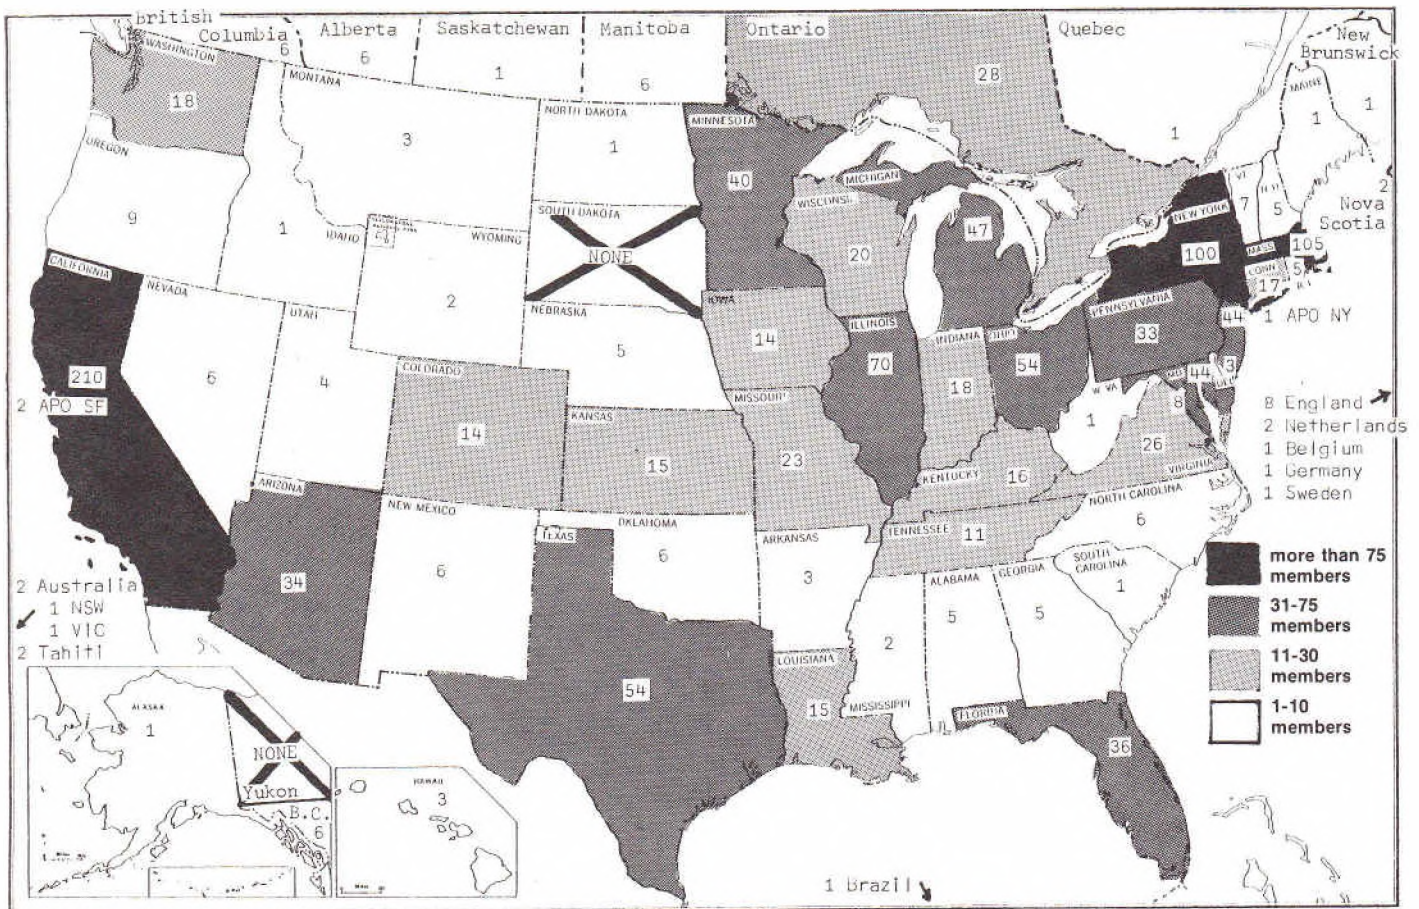 British
Columbia
6
Alberta
6
Saskatchewan
1
Manitoba
6
Ontario
28
Quebec
1
New
Brunswick
1
2
Nova
Scotia
WASHINGTON
18
MONTANA
3
NORTH DAKOTA
1
MINNESOTA
40
MICHIGAN
47
MAINE
1
OREGON
9
IDAHO
1
WYOMING
2
SOUTH DAKOTA
NONE
WISCONSI
20
NEW YORK
100
VT
7
N H
5
MASS
105
CONN
17
5
R I
1 APO NY
CALIFORNIA
210
2 APO SF
NEVADA
6
UTAH
4
COLORADO
14
NEBRASKA
5
IOWA
14
ILLINOIS
70
INDIANA
18
OHIO
54
PENNSYLVANIA
33
44
MD
44
3
DEL
8
W VA
1
26
VIRGINIA
8 England
2 Netherlands
1 Belgium
1 Germany
1 Sweden
KANSAS
15
MISSOURI
23
KENTUCKY
16
NORTH CAROLINA
6
ARIZONA
34
NEW MEXICO
6
TEXAS
54
OKLAHOMA
6
ARKANSAS
3
TENNESSEE
11
SOUTH
CAROLINA
1
ALABAMA
5
GEORGIA
5
2
MISSISSIPPI
LOUISIANA
15
FLORIDA
36
2 Australia
1 NSW
1 VIC
2 Tahiti
ALASKA
1
NONE
Yukon
B.C.
6
HAWAII
3
1 Brazil
more than 75
members
31-75
members
11-30
members
1-10
members